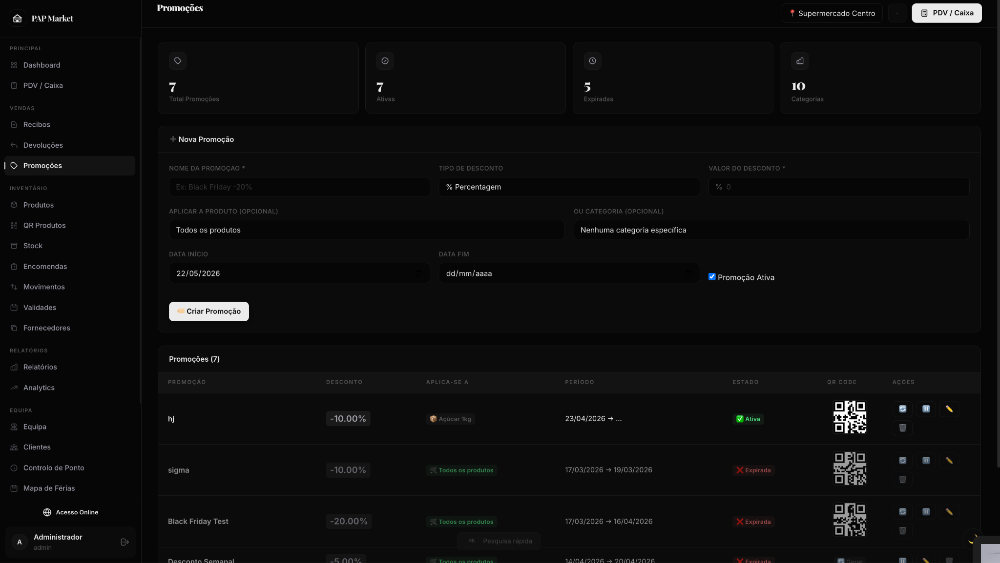 PAP Market
PRINCIPAL
Dashboard
PDV / Caixa
VENDAS
Recibos
Devoluções
Promoções
INVENTÁRIO
Produtos
QR Produtos
Stock
Encomendas
Movimentos
Validades
Fornecedores
RELATÓRIOS
Relatórios
Analytics
EQUIPA
Equipa
Clientes
Controlo de Ponto
Mapa de Férias
Acesso Online
A
Administrador
admin
Promoções
Supermercado Centro
PDV / Caixa
7
Total Promoções
7
Ativas
5
Expiradas
10
Categorias
Nova Promoção
NOME DA PROMOÇÃO *
Ex: Black Friday -20%
TIPO DE DESCONTO
% Percentagem
VALOR DO DESCONTO *
% 0
APLICAR A PRODUTO (OPCIONAL)
Todos os produtos
OU CATEGORIA (OPCIONAL)
Nenhuma categoria específica
DATA INÍCIO
22/05/2026
DATA FIM
dd/mm/aaaa
Promoção Ativa
Criar Promoção
Promoções (7)
PROMOÇÃO DESCONTO APLICA-SE A PERÍODO ESTADO QR CODE AÇÕES
hj -10.00% Açúcar 1kg 23/04/2026 → ... Ativa
sigma -10.00% Todos os produtos 17/03/2026 → 19/03/2026 Expirada
Black Friday Test -20.00% Todos os produtos 17/03/2026 → 16/04/2026 Expirada
⌘K Pesquisa rápida
Desconto Semanal -5.00% Todos os produtos 14/04/2026 → 20/04/2026 Expirada Gerar